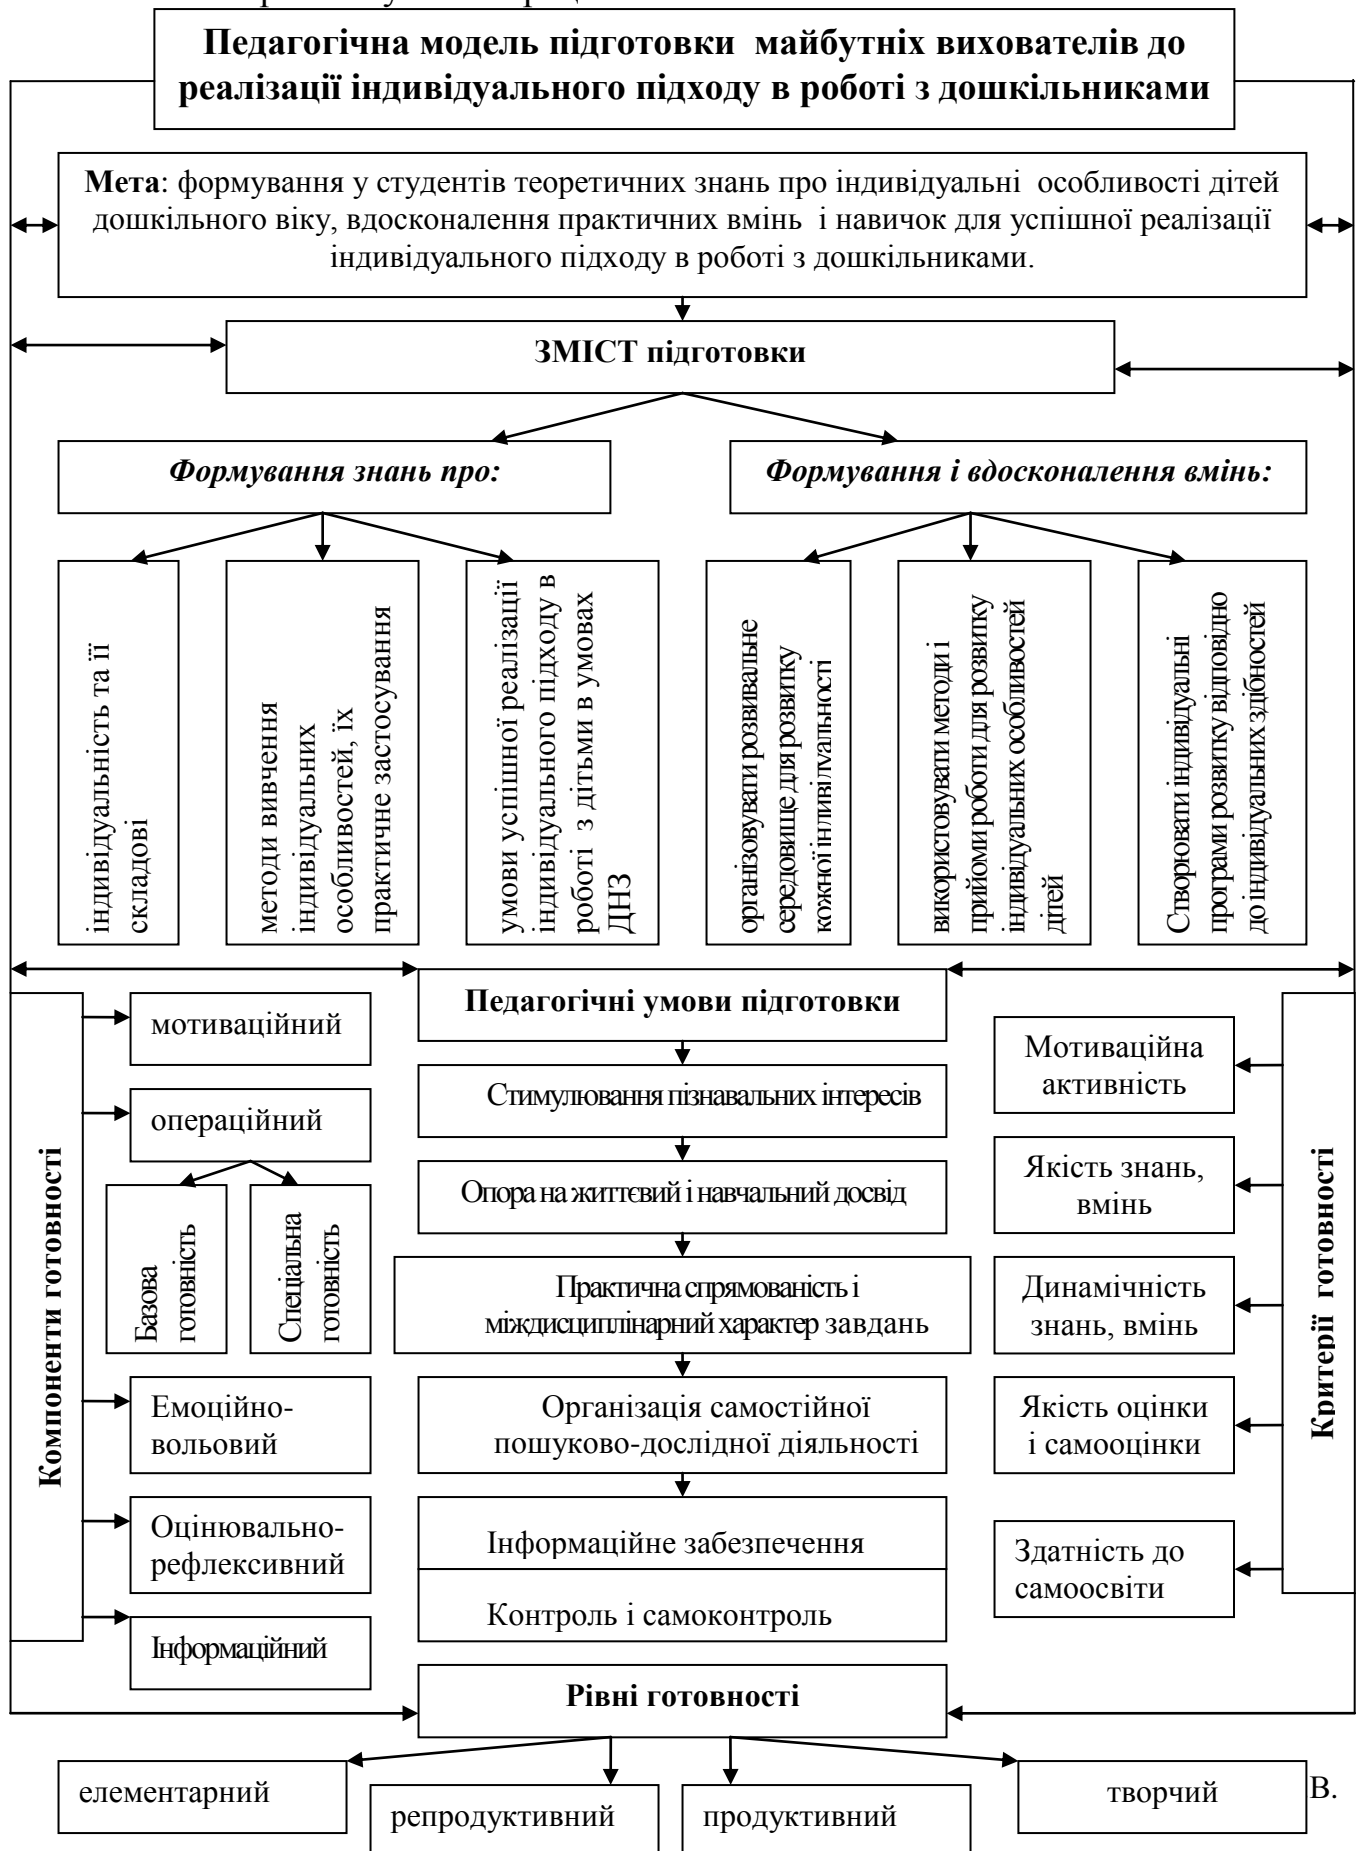 Педагогічна модель підготовки майбутніх вихователів до
реалізації індивідуального підходу в роботі з дошкільниками
Мета: формування у студентів теоретичних знань про індивідуальні особливості дітей
дошкільного віку, вдосконалення практичних вмінь і навичок для успішної реалізації
індивідуального підходу в роботі з дошкільниками.
ЗМІСТ підготовки
Формування знань про:
Формування і вдосконалення вмінь:
індивідуальність та її
складові
методи вивчення
індивідуальних
особливостей, їх
практичне застосування
умови успішної реалізації
індивідуального підходу в
роботі з дітьми в умовах
ДНЗ
організовувати розвивальне
середовище для розвитку
кожної індивідуальності
використовувати методи і
прийоми роботи для розвитку
індивідуальних особливостей
дітей
Створювати індивідуальні
програми розвитку відповідно
до індивідуальних здібностей
Педагогічні умови підготовки
Компоненти готовності
мотиваційний
операційний
Базова
готовність
Спеціальна
готовність
Емоційно-
вольовий
Оцінювально-
рефлексивний
Інформаційний
Стимулювання пізнавальних інтересів
Опора на життєвий і навчальний досвід
Практична спрямованість і
міждисциплінарний характер завдань
Організація самостійної
пошуково-дослідної діяльності
Інформаційне забезпечення
Контроль і самоконтроль
Мотиваційна
активність
Якість знань,
вмінь
Динамічність
знань, вмінь
Якість оцінки
і самооцінки
Здатність до
самоосвіти
Критерії готовності
Рівні готовності
елементарний
репродуктивний
продуктивний
творчий
В.